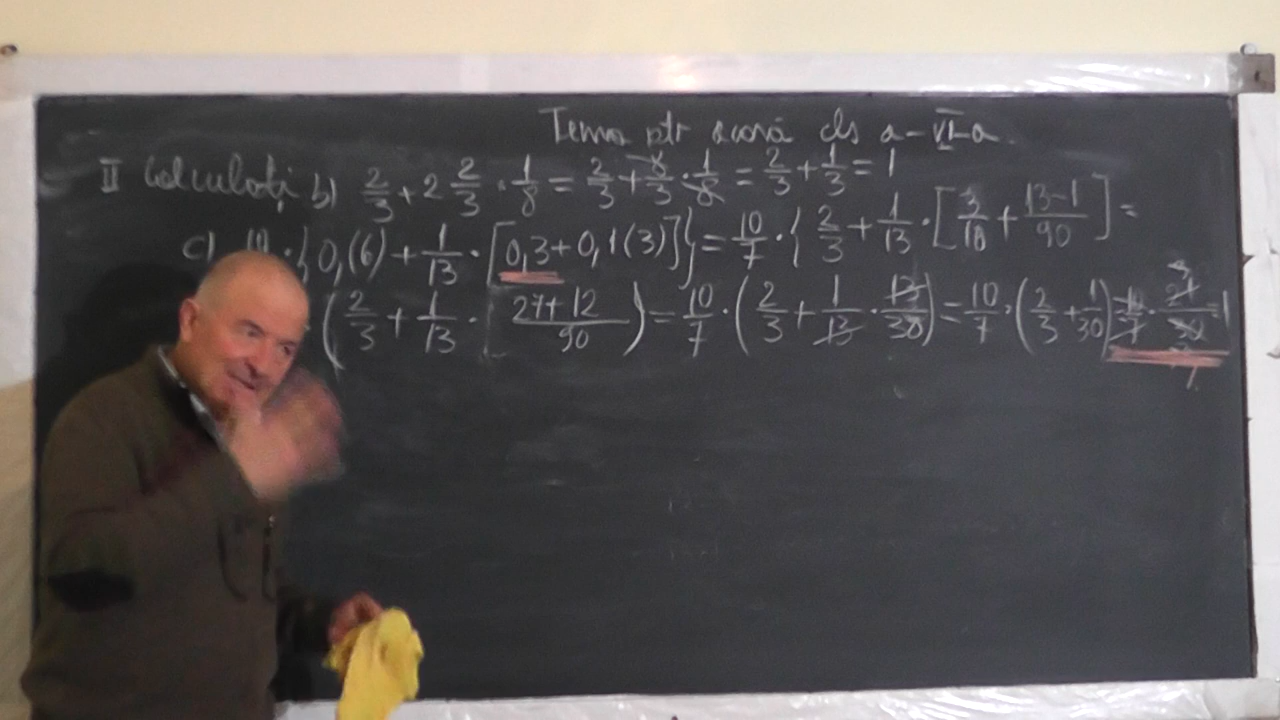 Temă ptr acasă cls a-VI-a
II Calculați b) 2/3 + 2 2/3 · 1/8 = 2/3 + 8/3 · 1/8 = 2/3 + 1/3 = 1
c) 10 · { 0,(6) + 1/13 · [0,3 + 0,1(3)]} = 10/7 · { 2/3 + 1/13 · [3/10 + 13-1/90] =
(2/3 + 1/13 · 27+12/90) = 10/7 · (2/3 + 1/13 · 13/30) = 10/7 · (2/3 + 1/30) = 10/7 · 21/30 = 1